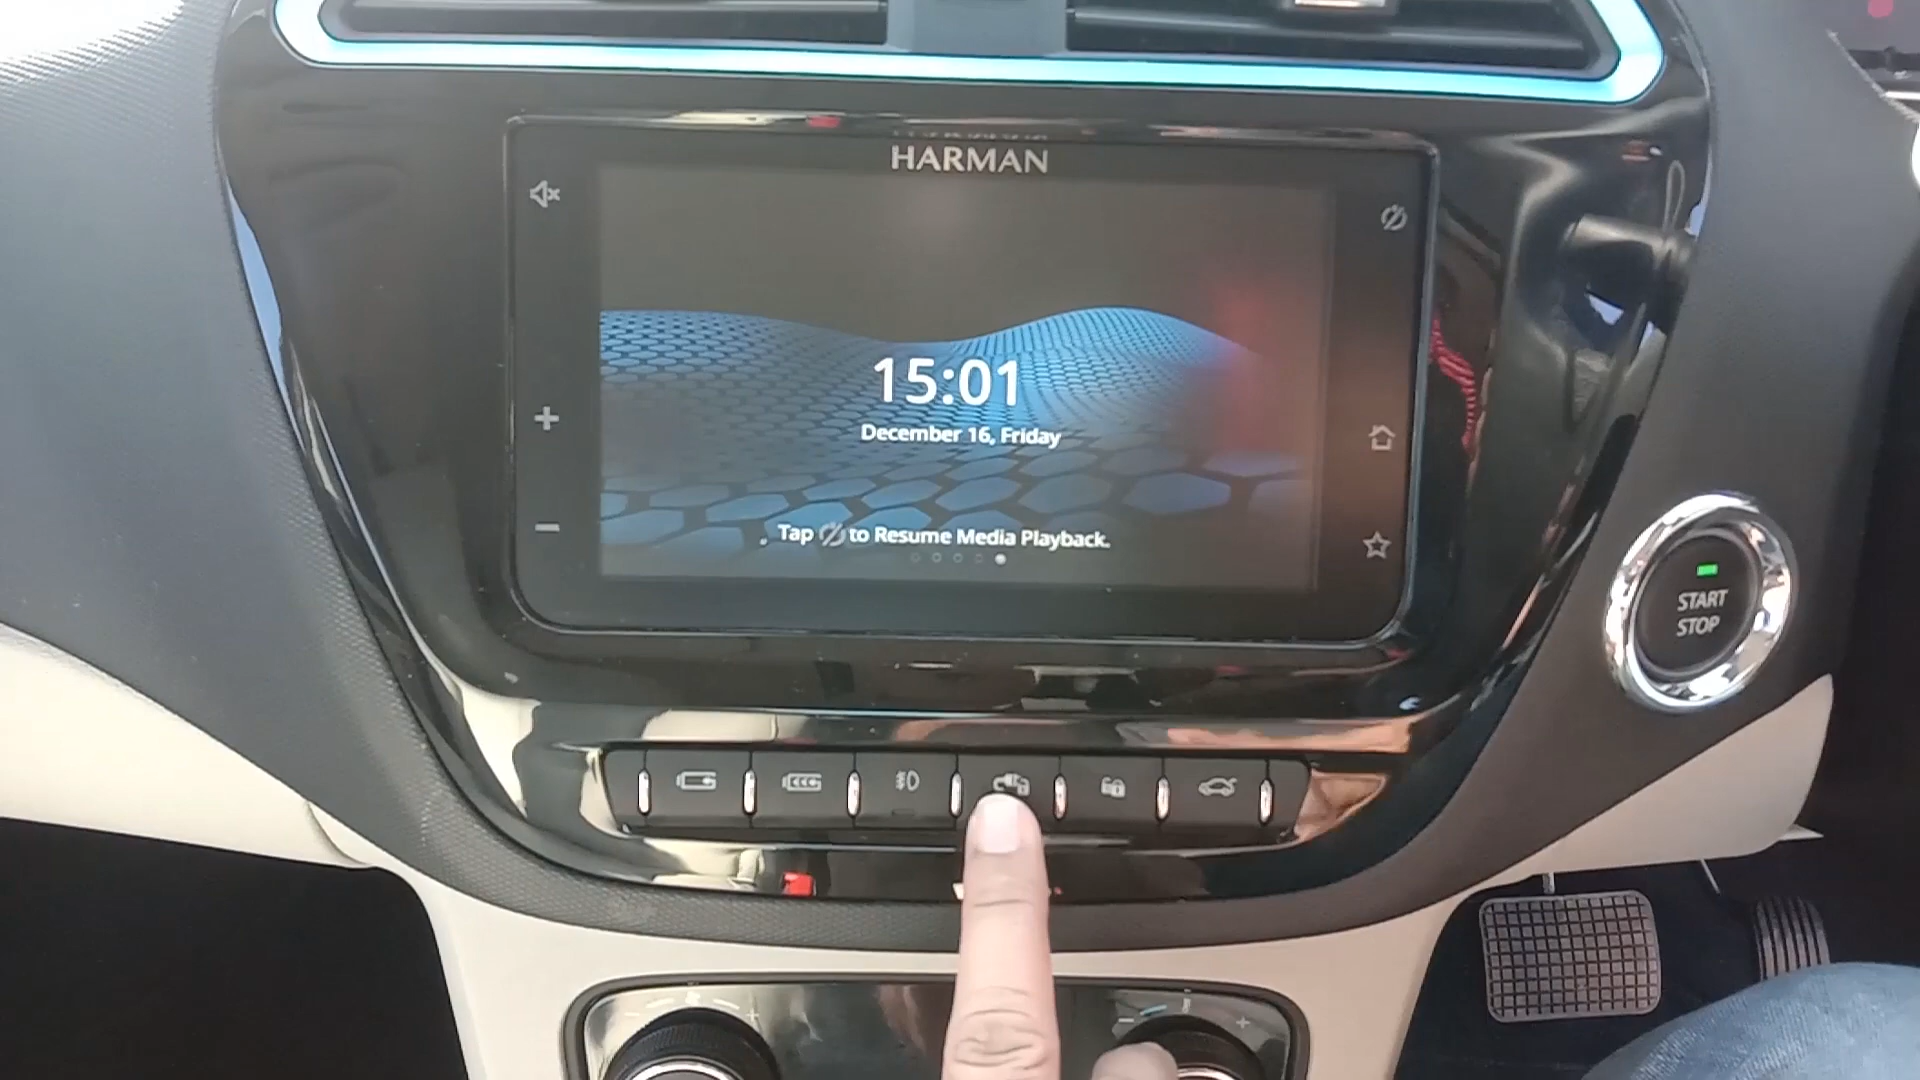 HARMAN
15:01
December 16, Friday
Tap to Resume Media Playback.
START
STOP